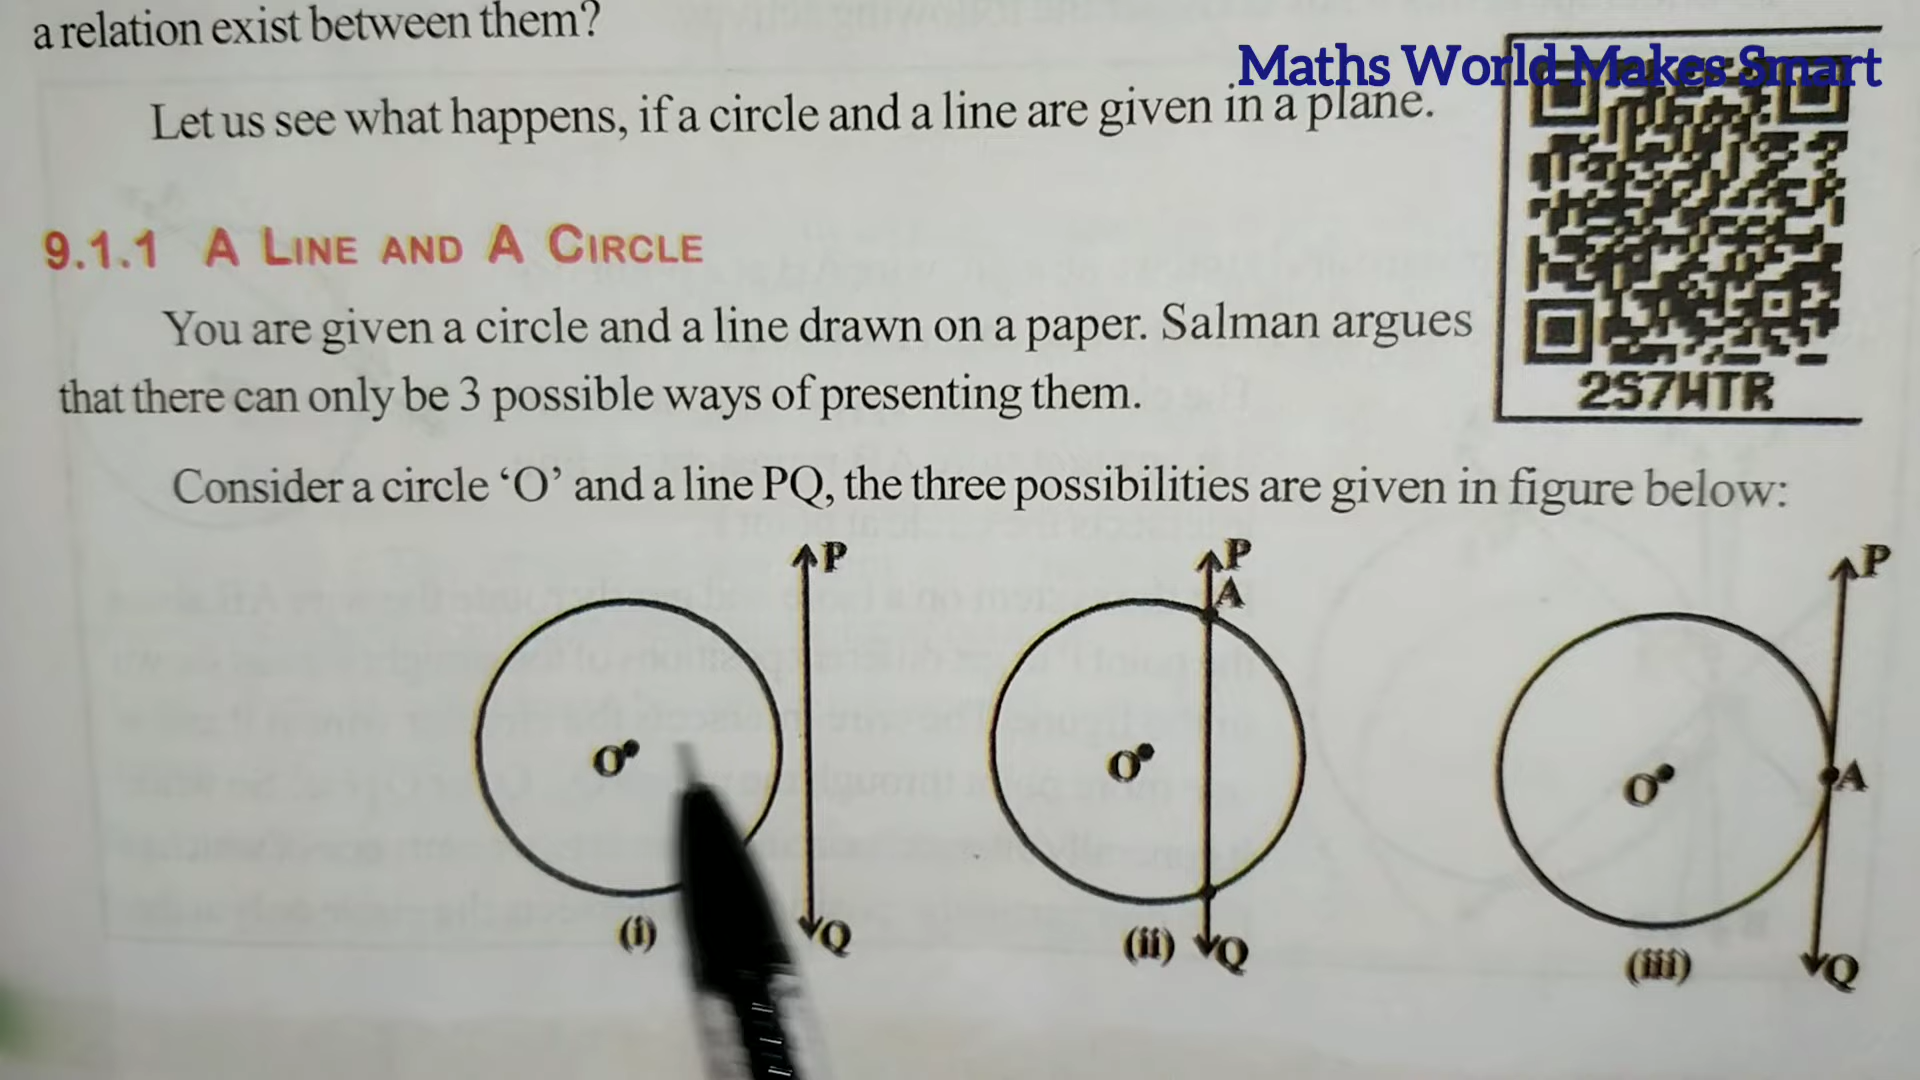 a relation exist between them?
Maths World Makes Smart
Let us see what happens, if a circle and a line are given in a plane.
9.1.1 A LINE AND A CIRCLE
You are given a circle and a line drawn on a paper. Salman argues
that there can only be 3 possible ways of presenting them.
2S7WTR
Consider a circle ‘O’ and a line PQ, the three possibilities are given in figure below:
P
O
Q
(i)
P
A
O
Q
(ii)
P
O
A
Q
(iii)